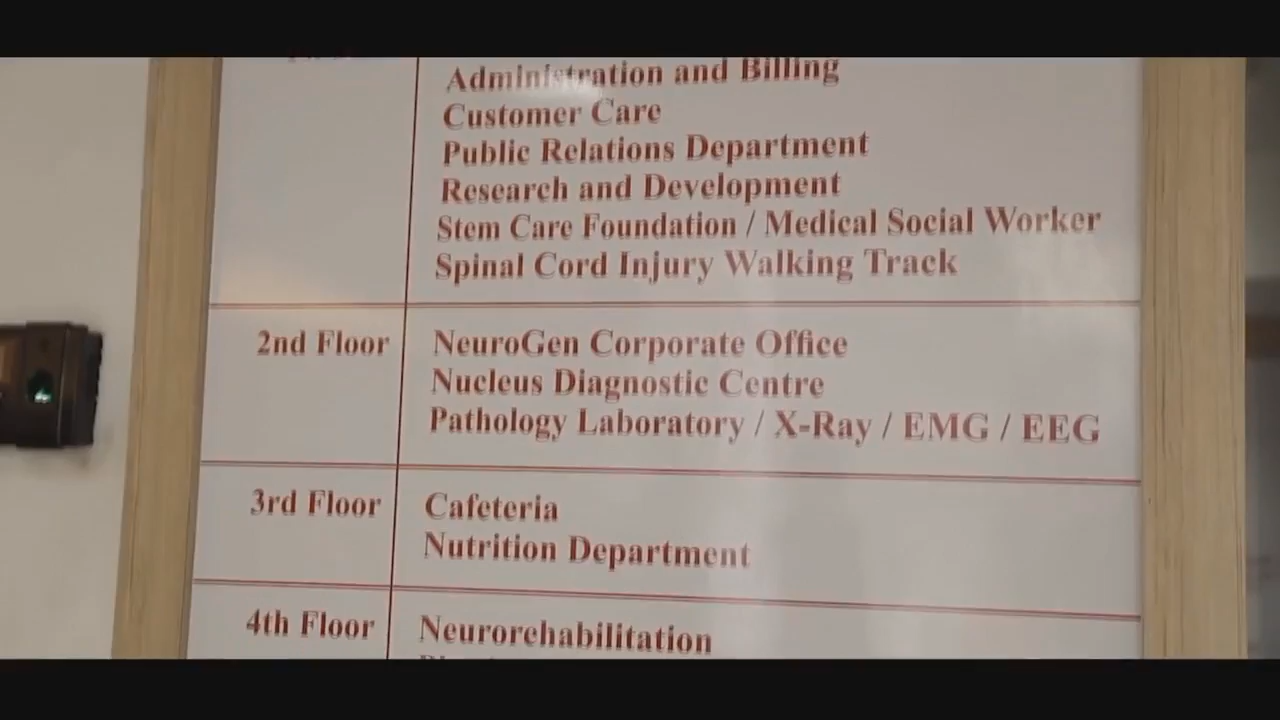 Administration and Billing
Customer Care
Public Relations Department
Research and Development
Stem Care Foundation / Medical Social Worker
Spinal Cord Injury Walking Track
2nd Floor NeuroGen Corporate Office
Nucleus Diagnostic Centre
Pathology Laboratory / X-Ray / EMG / EEG
3rd Floor Cafeteria
Nutrition Department
4th Floor Neurorehabilitation